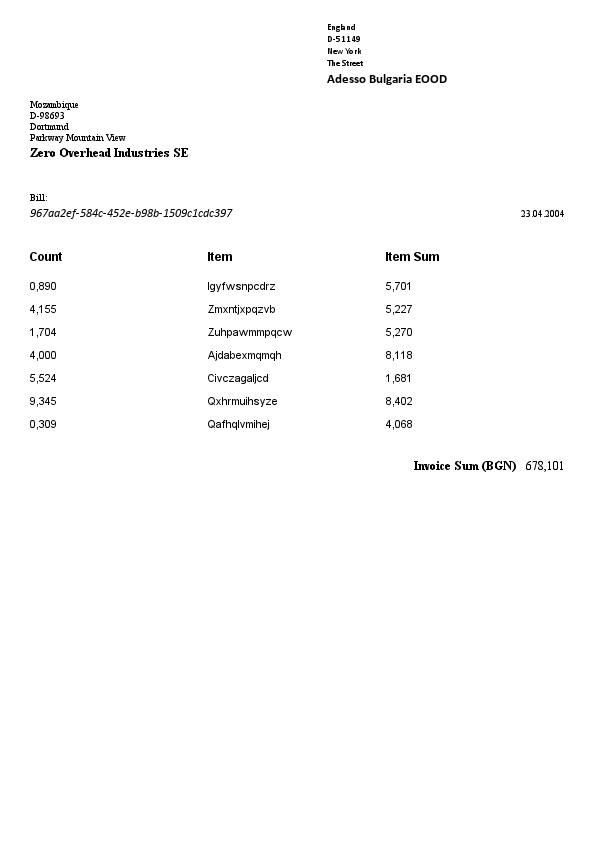 England
D-51149
New York
The Street
Adesso Bulgaria EOOD
Mozambique
D-98693
Dortmund
Parkway Mountain View
Zero Overhead Industries SE
Bill:
967aa2ef-584c-452e-b98b-1509c1cdc397 23.04.2004
Count Item Item Sum
0,890 Igyfwsnpcdrz 5,701
4,155 Zmxntjxpqzvb 5,227
1,704 Zuhpawmmpqcw 5,270
4,000 Ajdabexmqmqh 8,118
5,524 Civczagaljcd 1,681
9,345 Qxhrmuihsyze 8,402
0,309 Qafhqlvmihej 4,068
Invoice Sum (BGN) 678,101